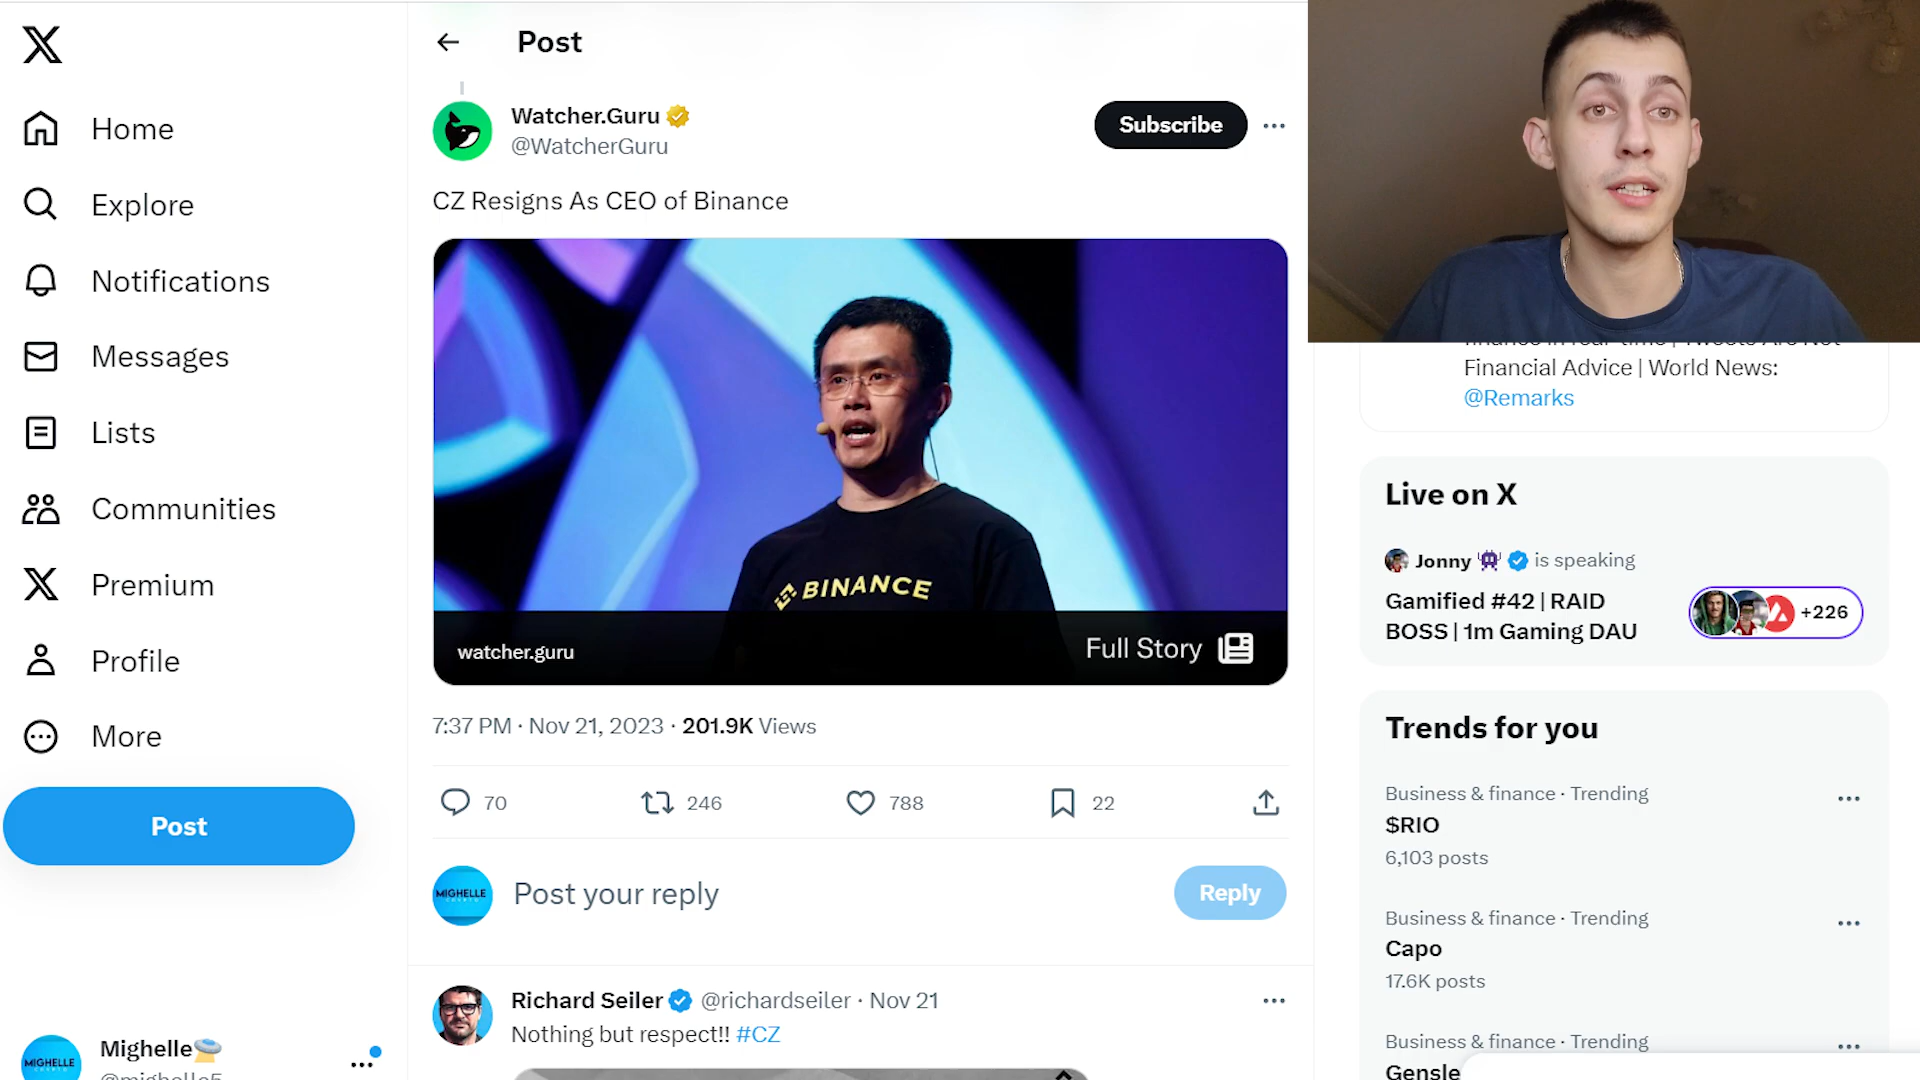 Home
Explore
Notifications
Messages
Lists
Communities
Premium
Profile
More
Post
MIGHELLE
Mighelle
Post
Watcher.Guru
@WatcherGuru
Subscribe
CZ Resigns As CEO of Binance
BINANCE
watcher.guru
Full Story
7:37 PM · Nov 21, 2023 · 201.9K Views
70
246
788
22
MIGHELLE
CRYPTO
Post your reply
Reply
Richard Seiler @richardseiler · Nov 21
Nothing but respect!! #CZ
Financial Advice | World News:
@Remarks
Live on X
Jonny is speaking
Gamified #42 | RAID
BOSS | 1m Gaming DAU
+226
Trends for you
Business & finance · Trending
$RIO
6,103 posts
Business & finance · Trending
Capo
17.6K posts
Business & finance · Trending
Gensle